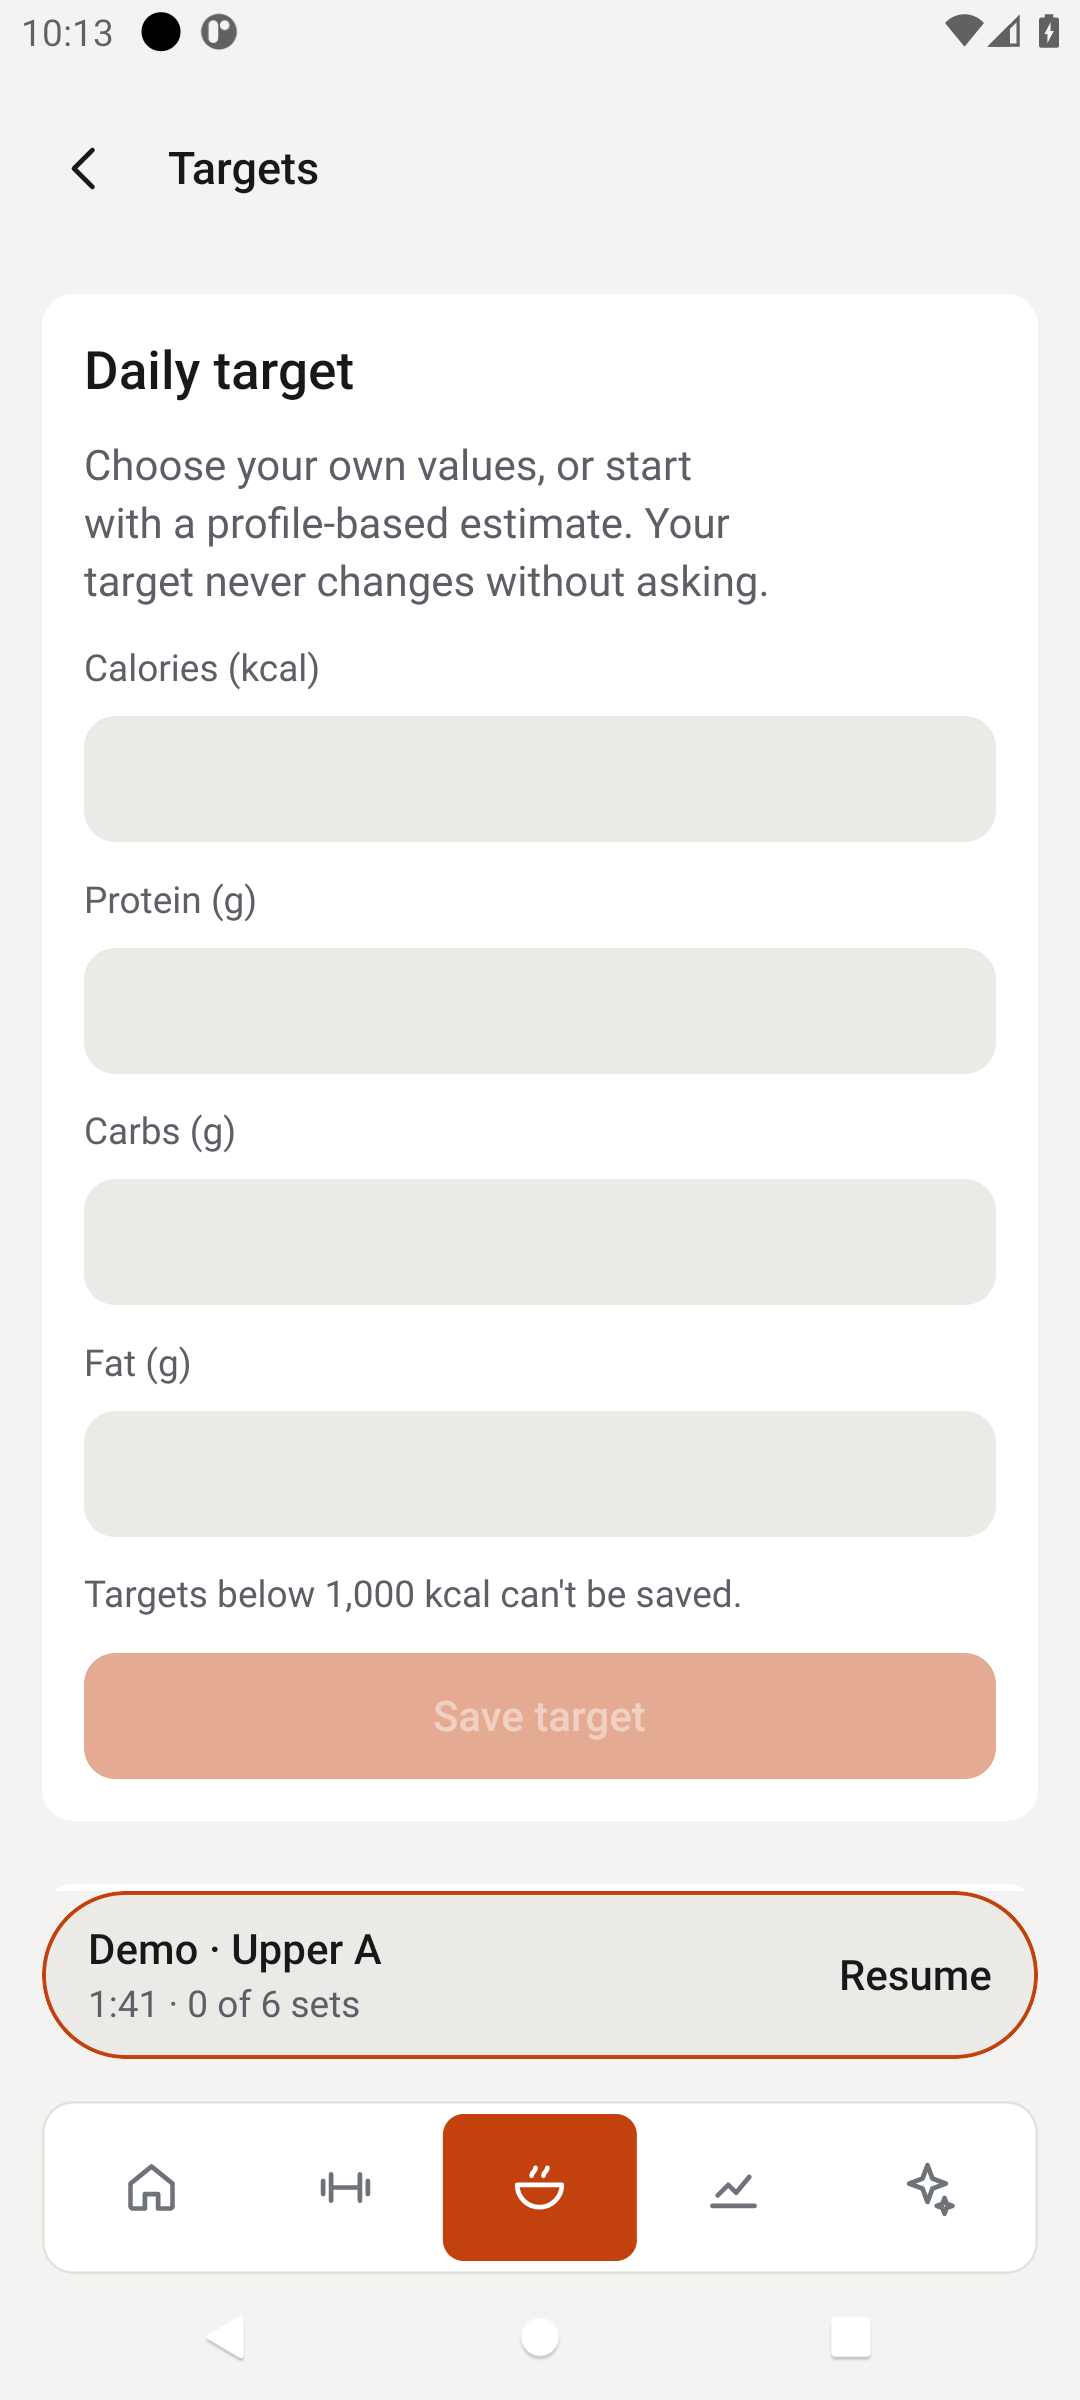 10:13
Targets
Daily target
Choose your own values, or start
with a profile-based estimate. Your
target never changes without asking.
Calories (kcal)
Protein (g)
Carbs (g)
Fat (g)
Targets below 1,000 kcal can't be saved.
Save target
Demo · Upper A
Resume
1:41 · 0 of 6 sets